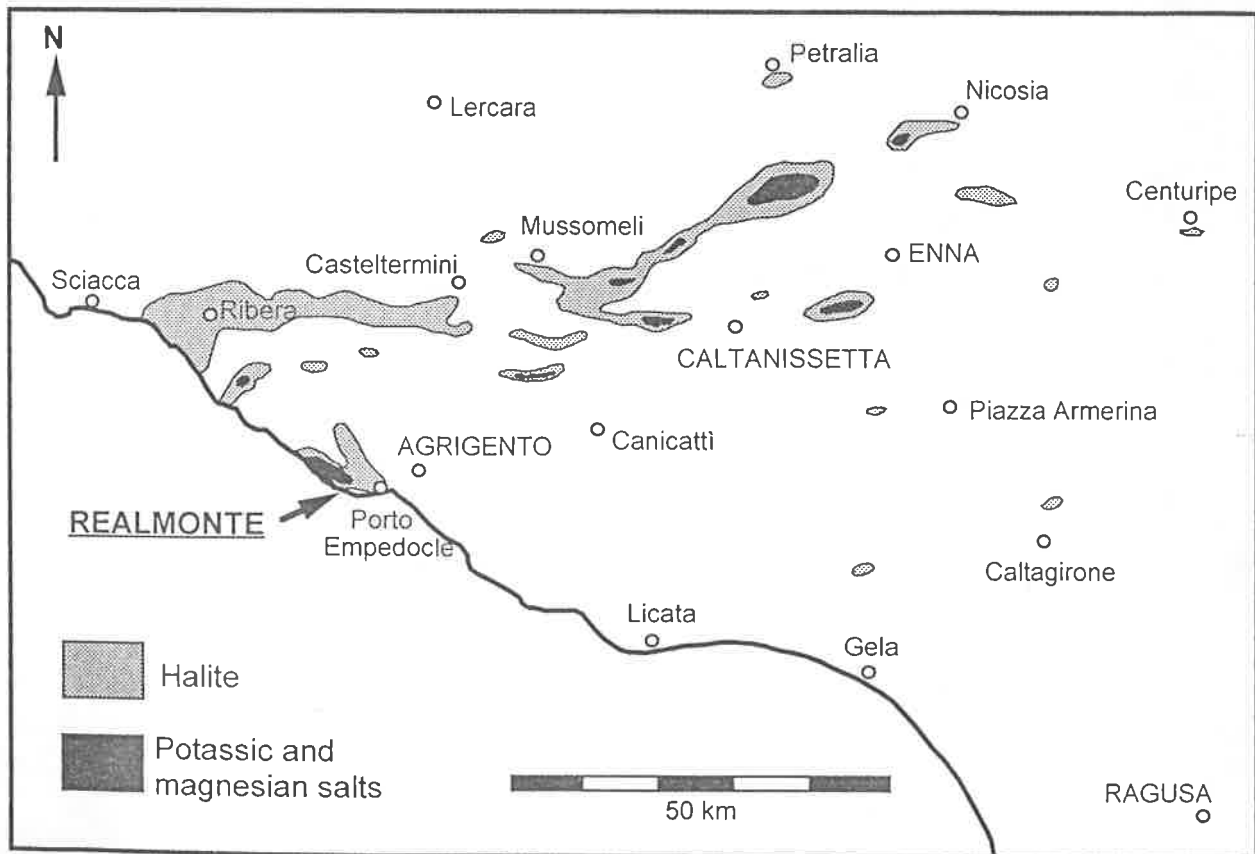 N
Petralia
Lercara
Nicosia
Centuripe
Mussomeli
ENNA
Casteltermini
Sciacca
Ribera
CALTANISSETTA
Piazza Armerina
AGRIGENTO
Canicattì
REALMONTE
Porto
Empedocle
Caltagirone
Licata
Gela
Halite
Potassic and
magnesian salts
50 km
RAGUSA